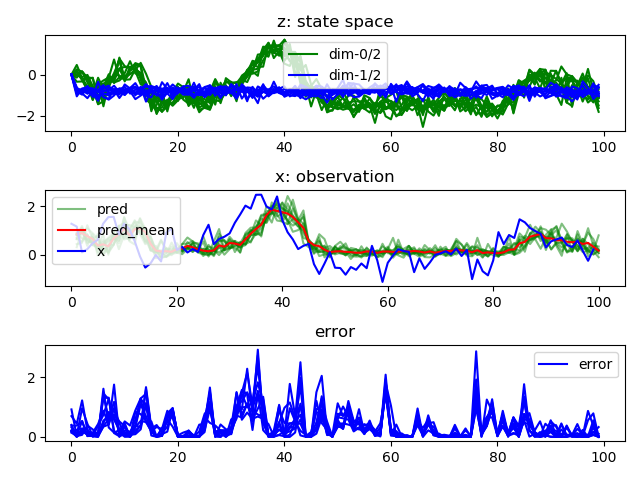 z: state space
0
−2
dim-0/2
dim-1/2
0 20 40 60 80 100
x: observation
2
0
pred
pred_mean
x
0 20 40 60 80 100
error
2
0
error
0 20 40 60 80 100